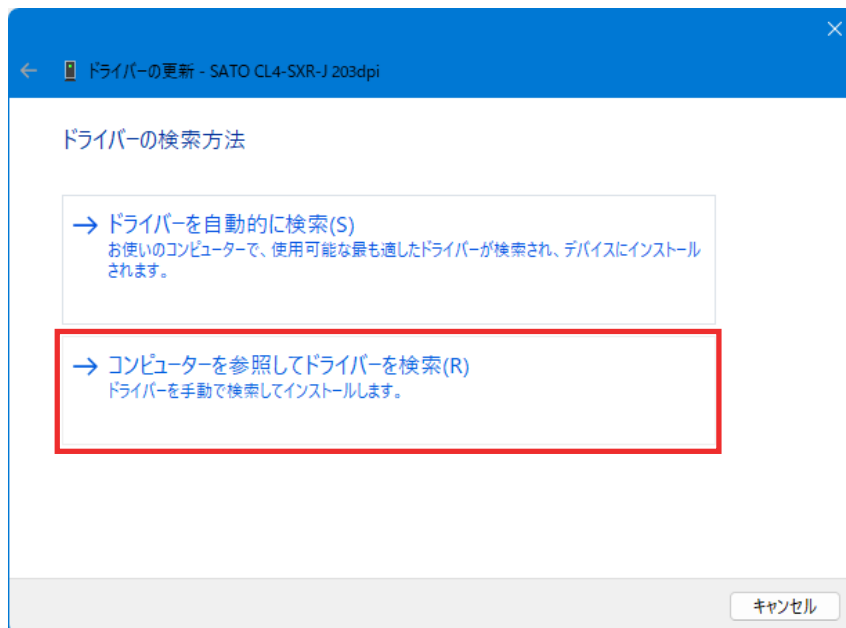 ドライバーの更新 - SATO CL4-SXR-J 203dpi
ドライバーの検索方法
→ ドライバーを自動的に検索(S)
お使いのコンピューターで、使用可能な最も適したドライバーが検索され、デバイスにインストール
されます。
→ コンピューターを参照してドライバーを検索(R)
ドライバーを手動で検索してインストールします。
キャンセル